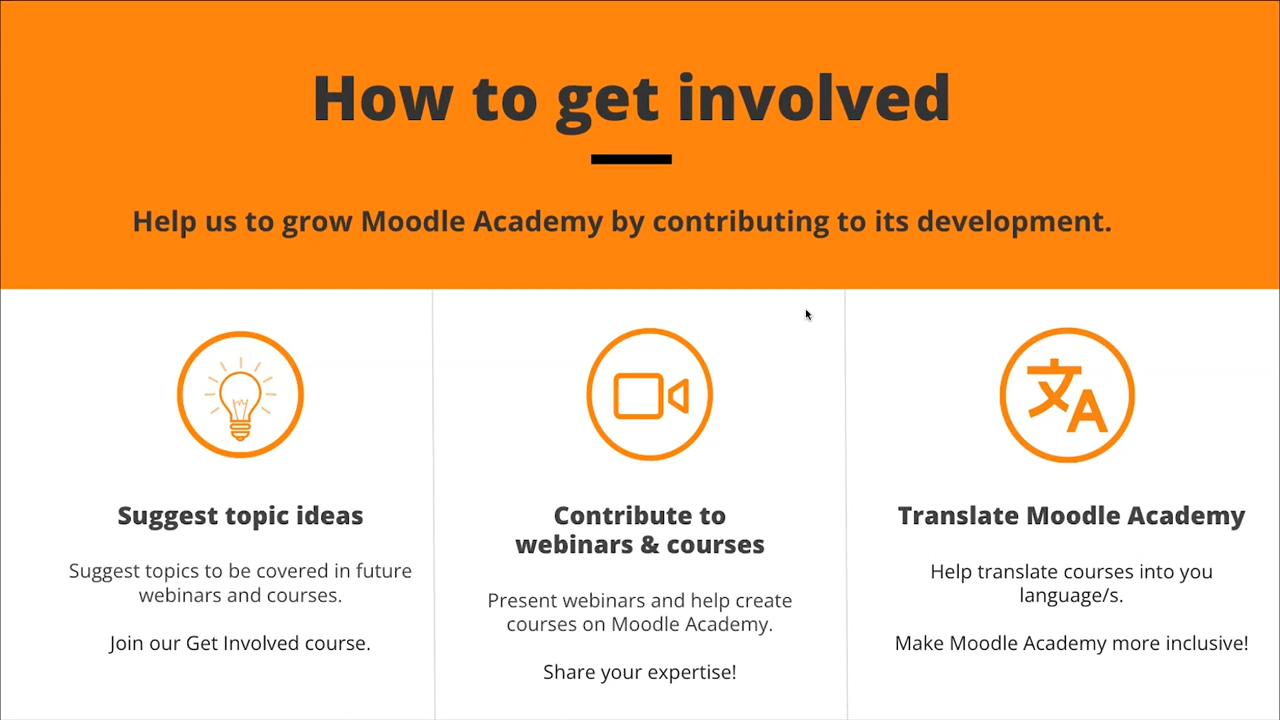 How to get involved
Help us to grow Moodle Academy by contributing to its development.
文A
Suggest topic ideas
Suggest topics to be covered in future
webinars and courses.
Join our Get Involved course.
Contribute to
webinars & courses
Present webinars and help create
courses on Moodle Academy.
Share your expertise!
Translate Moodle Academy
Help translate courses into you
language/s.
Make Moodle Academy more inclusive!